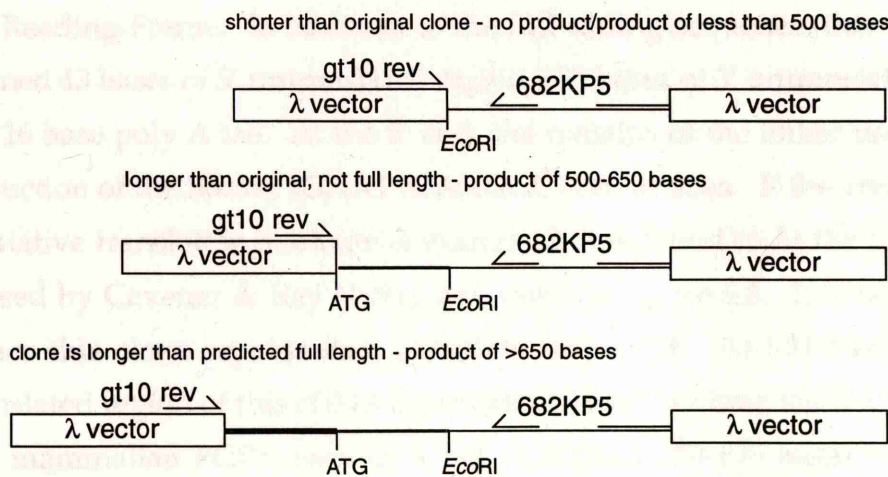 shorter than original clone - no product/product of less than 500 bases
gt10 rev
682KP5
λ vector
λ vector
EcoRI
longer than original, not full length - product of 500-650 bases
gt10 rev
682KP5
λ vector
λ vector
ATG
EcoRI
clone is longer than predicted full length - product of >650 bases
gt10 rev
682KP5
λ vector
λ vector
ATG
EcoRI